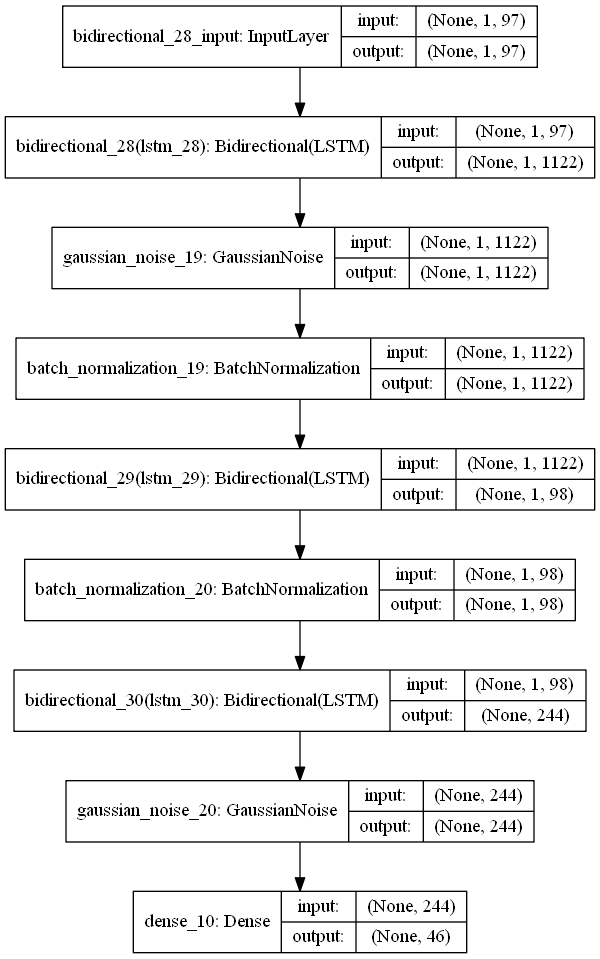 bidirectional_28_input: InputLayer input: (None, 1, 97)
output: (None, 1, 97)
bidirectional_28(lstm_28): Bidirectional(LSTM) input: (None, 1, 97)
output: (None, 1, 1122)
gaussian_noise_19: GaussianNoise input: (None, 1, 1122)
output: (None, 1, 1122)
batch_normalization_19: BatchNormalization input: (None, 1, 1122)
output: (None, 1, 1122)
bidirectional_29(lstm_29): Bidirectional(LSTM) input: (None, 1, 1122)
output: (None, 1, 98)
batch_normalization_20: BatchNormalization input: (None, 1, 98)
output: (None, 1, 98)
bidirectional_30(lstm_30): Bidirectional(LSTM) input: (None, 1, 98)
output: (None, 244)
gaussian_noise_20: GaussianNoise input: (None, 244)
output: (None, 244)
dense_10: Dense input: (None, 244)
output: (None, 46)